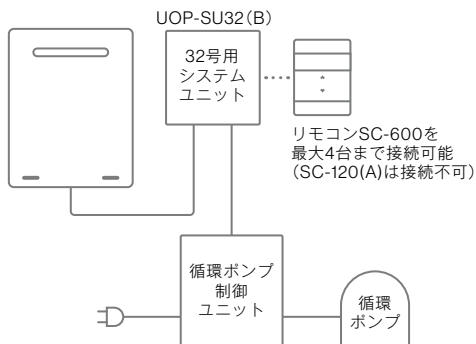 UOP-SU32(B)
32号用
システム
ユニット
リモコンSC-600を
最大4台まで接続可能
(SC-120(A)は接続不可)
循環ポンプ
制御
ユニット
循環
ポンプ